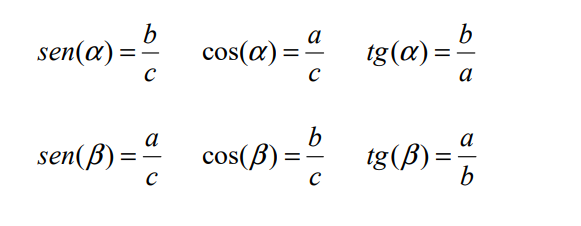 sen(α) = b/c cos(α) = a/c tg(α) = b/a
sen(β) = a/c cos(β) = b/c tg(β) = a/b